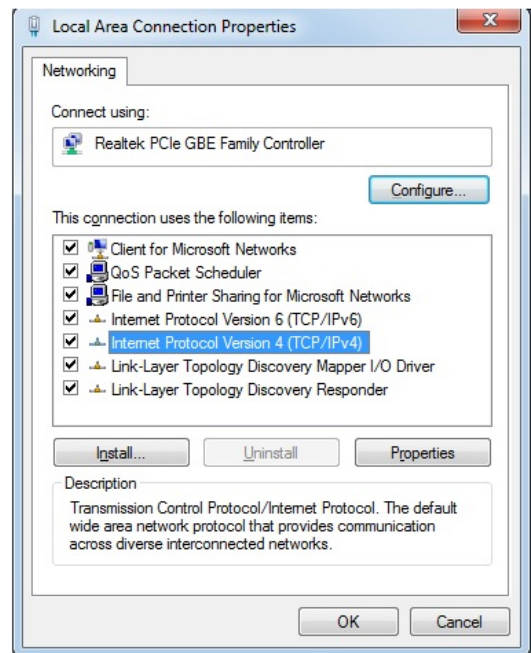 Local Area Connection Properties
Networking
Connect using:
Realtek PCIe GBE Family Controller
Configure...
This connection uses the following items:
Client for Microsoft Networks
QoS Packet Scheduler
File and Printer Sharing for Microsoft Networks
Internet Protocol Version 6 (TCP/IPv6)
Internet Protocol Version 4 (TCP/IPv4)
Link-Layer Topology Discovery Mapper I/O Driver
Link-Layer Topology Discovery Responder
Install...
Uninstall
Properties
Description
Transmission Control Protocol/Internet Protocol. The default
wide area network protocol that provides communication
across diverse interconnected networks.
OK
Cancel